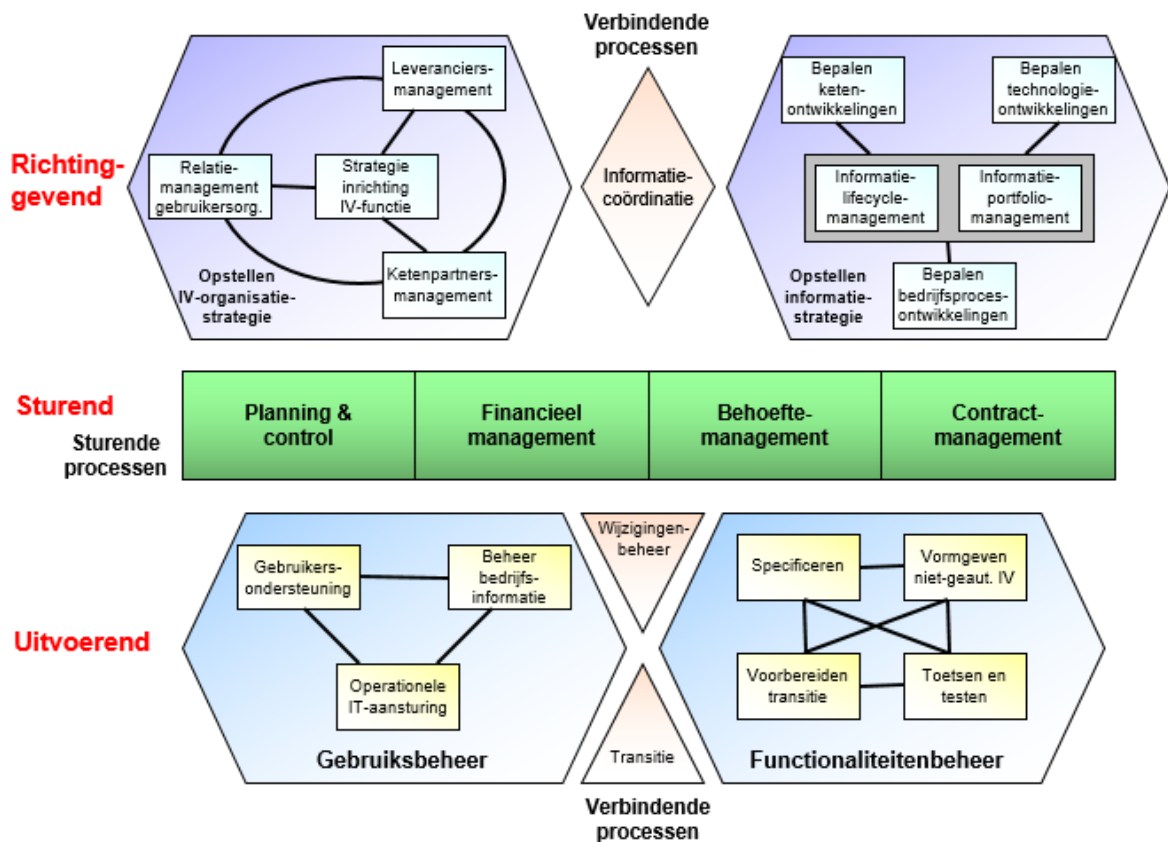 Verbindende
processen
Leveranciers-
management
Relatie-
management
gebruikersorg.
Strategie
inrichting
IV-functie
Ketenpartners-
management
Opstellen
IV-organisatie-
strategie
Richting-
gevend
Informatie-
coördinatie
Bepalen
keten-
ontwikkelingen
Bepalen
technologie-
ontwikkelingen
Informatie-
lifecycle-
management
Informatie-
portfolio-
management
Opstellen
informatie-
strategie
Bepalen
bedrijfsproces-
ontwikkelingen
Sturend
Sturende
processen
Planning &
control
Financieel
management
Behoefte-
management
Contract-
management
Uitvoerend
Gebruikers-
ondersteuning
Beheer
bedrijfs-
informatie
Operationele
IT-aansturing
Gebruiksbeheer
Wijzigingen-
beheer
Transitie
Verbindende
processen
Specificeren
Vormgeven
niet-geaut. IV
Voorbereiden
transitie
Toetsen en
testen
Functionaliteitenbeheer